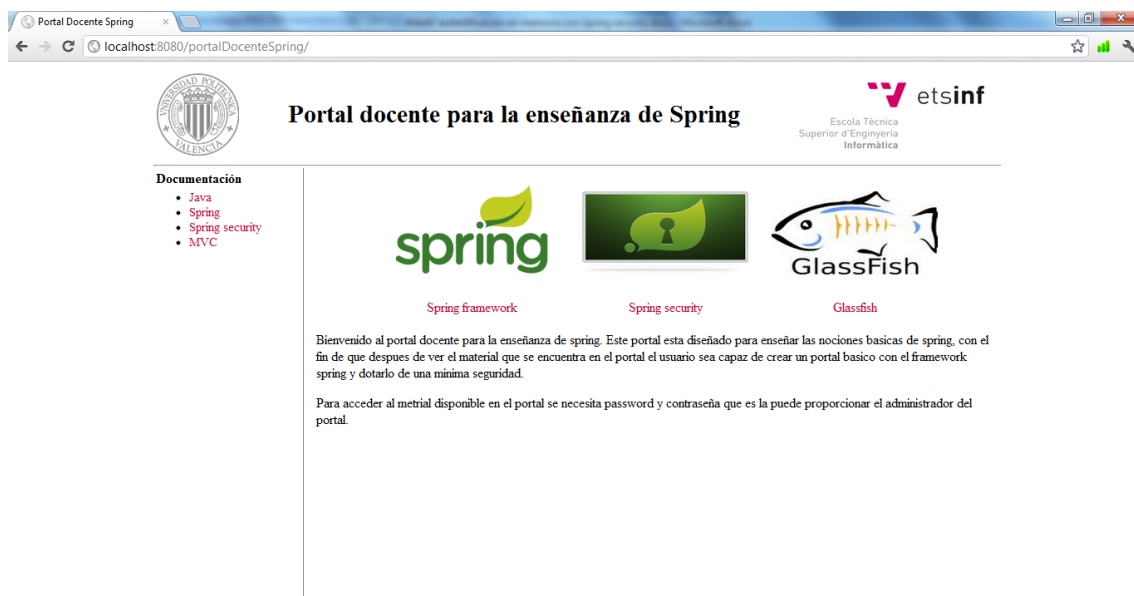 Portal Docente Spring
localhost:8080/portalDocenteSpring/
UNIVERSIDAD POLITECNICA
VALENCIA
Portal docente para la enseñanza de Spring
etsinf
Escola Tècnica
Superior d'Enginyeria
Informàtica
Documentación
Java
Spring
Spring security
MVC
spring
GlassFish
Spring framework
Spring security
Glassfish
Bienvenido al portal docente para la enseñanza de spring. Este portal esta diseñado para enseñar las nociones basicas de spring, con el
fin de que despues de ver el material que se encuentra en el portal el usuario sea capaz de crear un portal basico con el framework
spring y dotarlo de una minima seguridad.
Para acceder al metrial disponible en el portal se necesita password y contraseña que es la puede proporcionar el administrador del
portal.